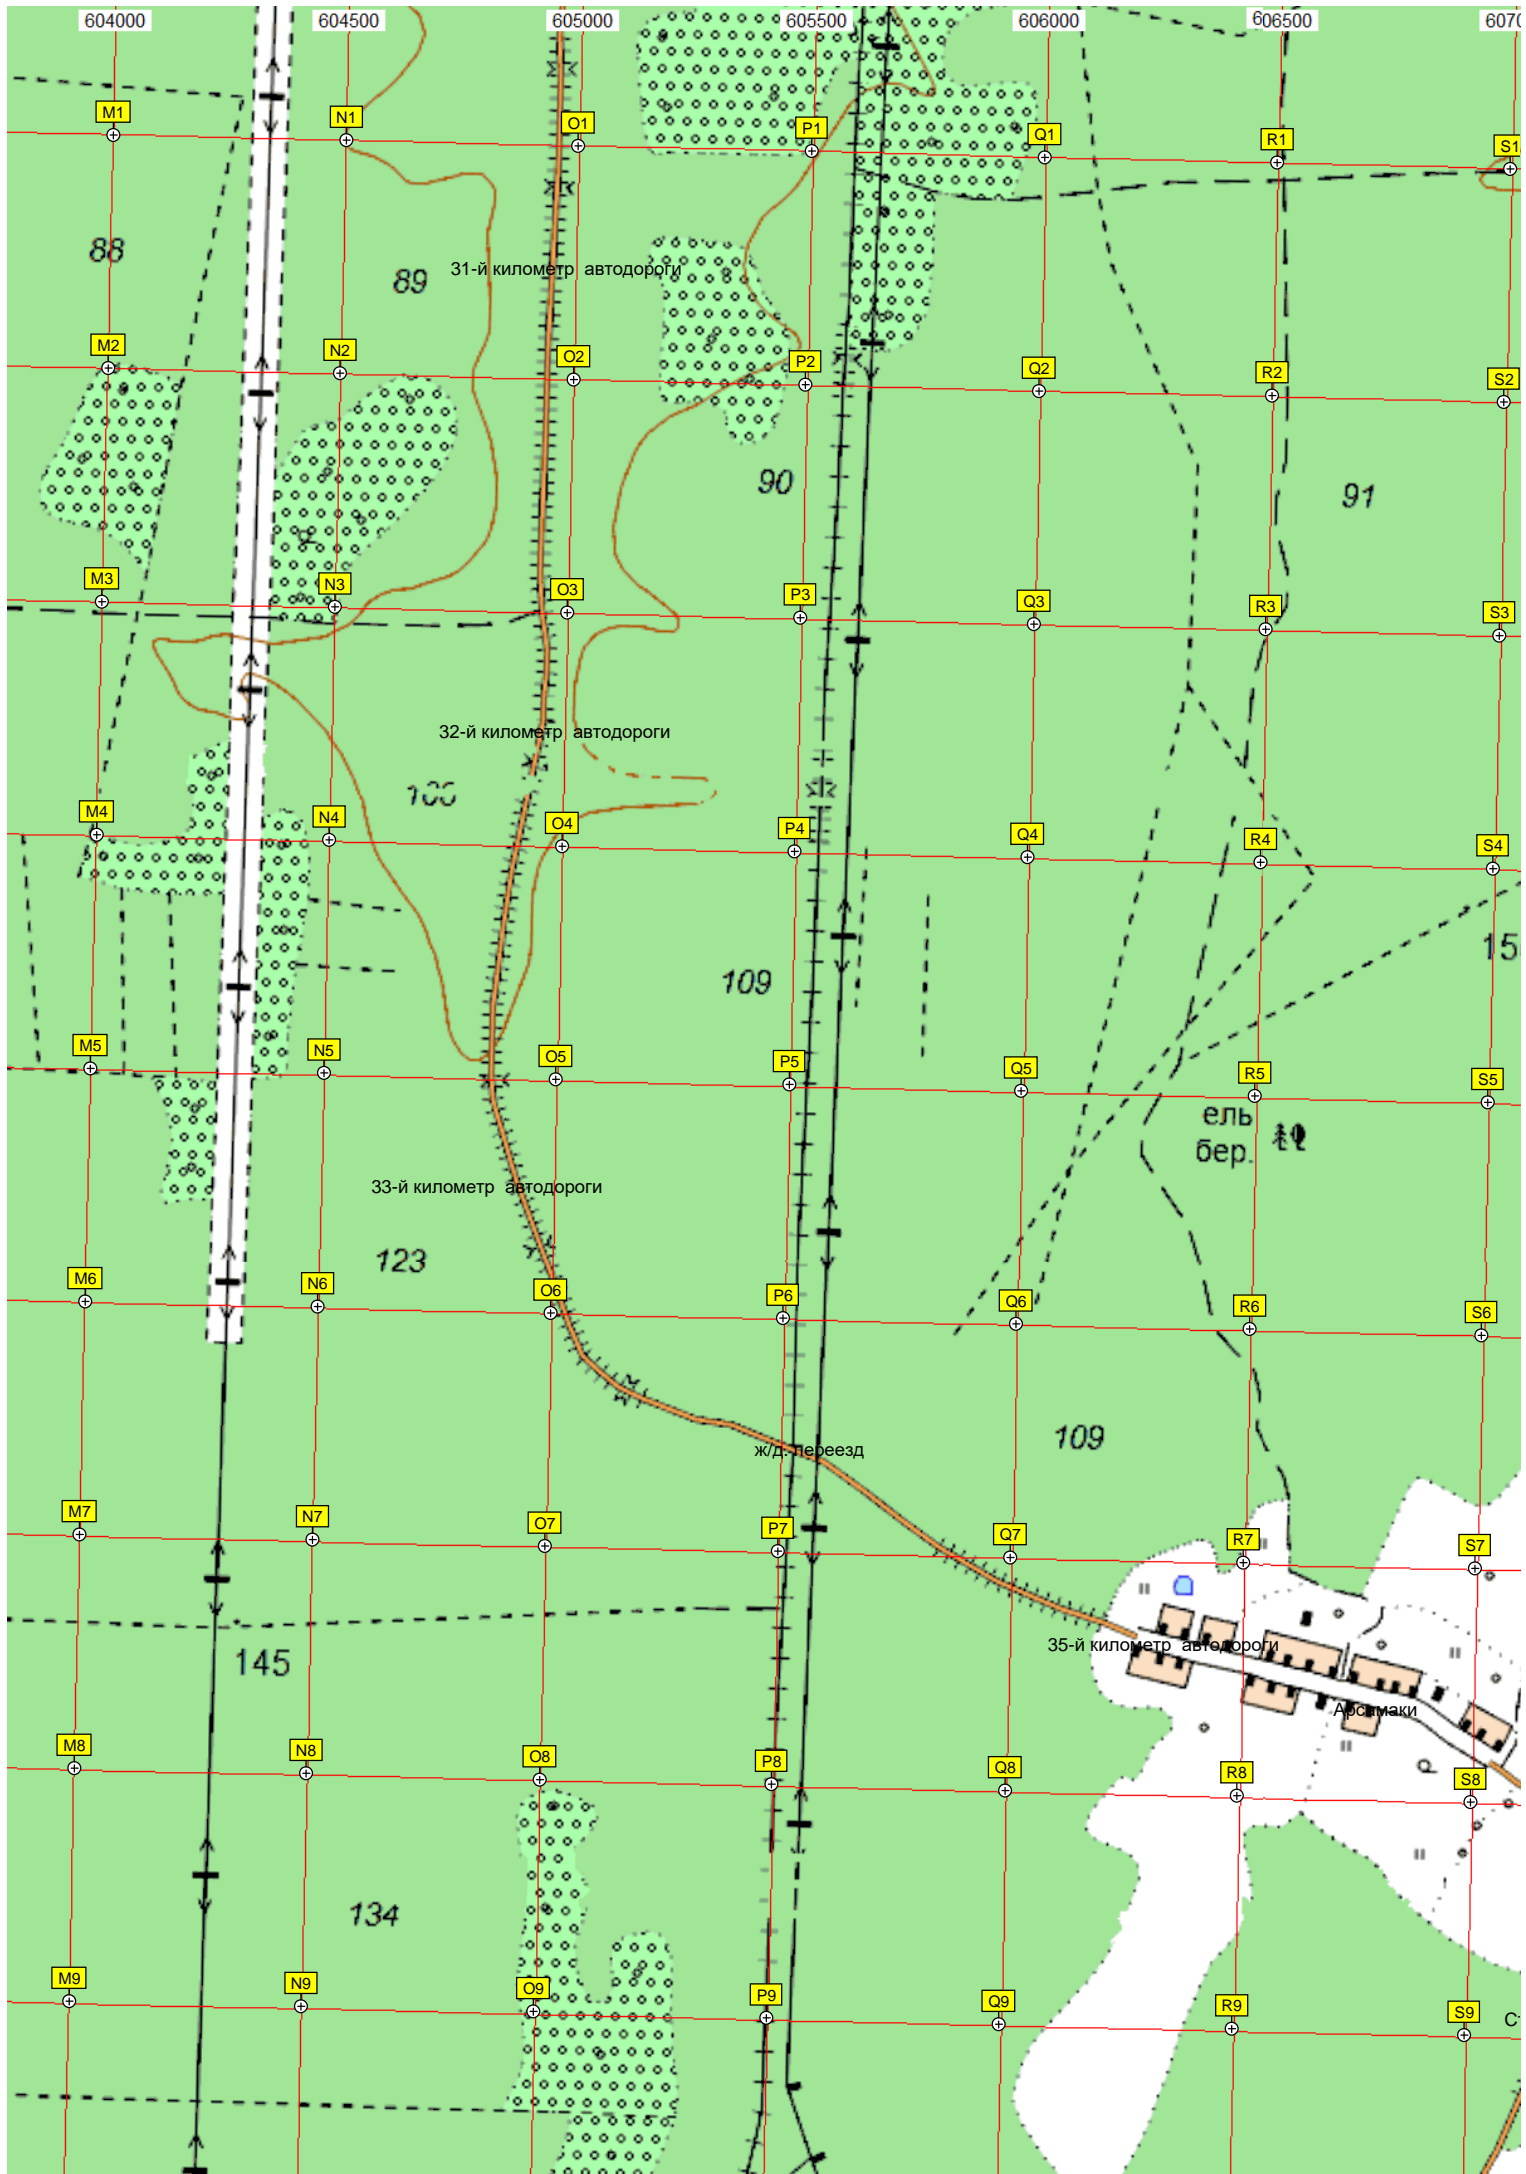 604000 604500 605000 605500 606000 606500 6070
M1 N1 O1 P1 Q1 R1 S1
88
89
31-й километр автодороги
M2 N2 O2 P2 Q2 R2 S2
90
91
M3 N3 O3 P3 Q3 R3 S3
32-й километр автодороги
M4 N4 O4 P4 Q4 R4 S4
109
15
M5 N5 O5 P5 Q5 R5 S5
ель
бер.
33-й километр автодороги
123
M6 N6 O6 P6 Q6 R6 S6
109
ж/д. переезд
M7 N7 O7 P7 Q7 R7 S7
35-й километр автодороги
145
Арсамаки
M8 N8 O8 P8 Q8 R8 S8
134
M9 N9 O9 P9 Q9 R9 S9